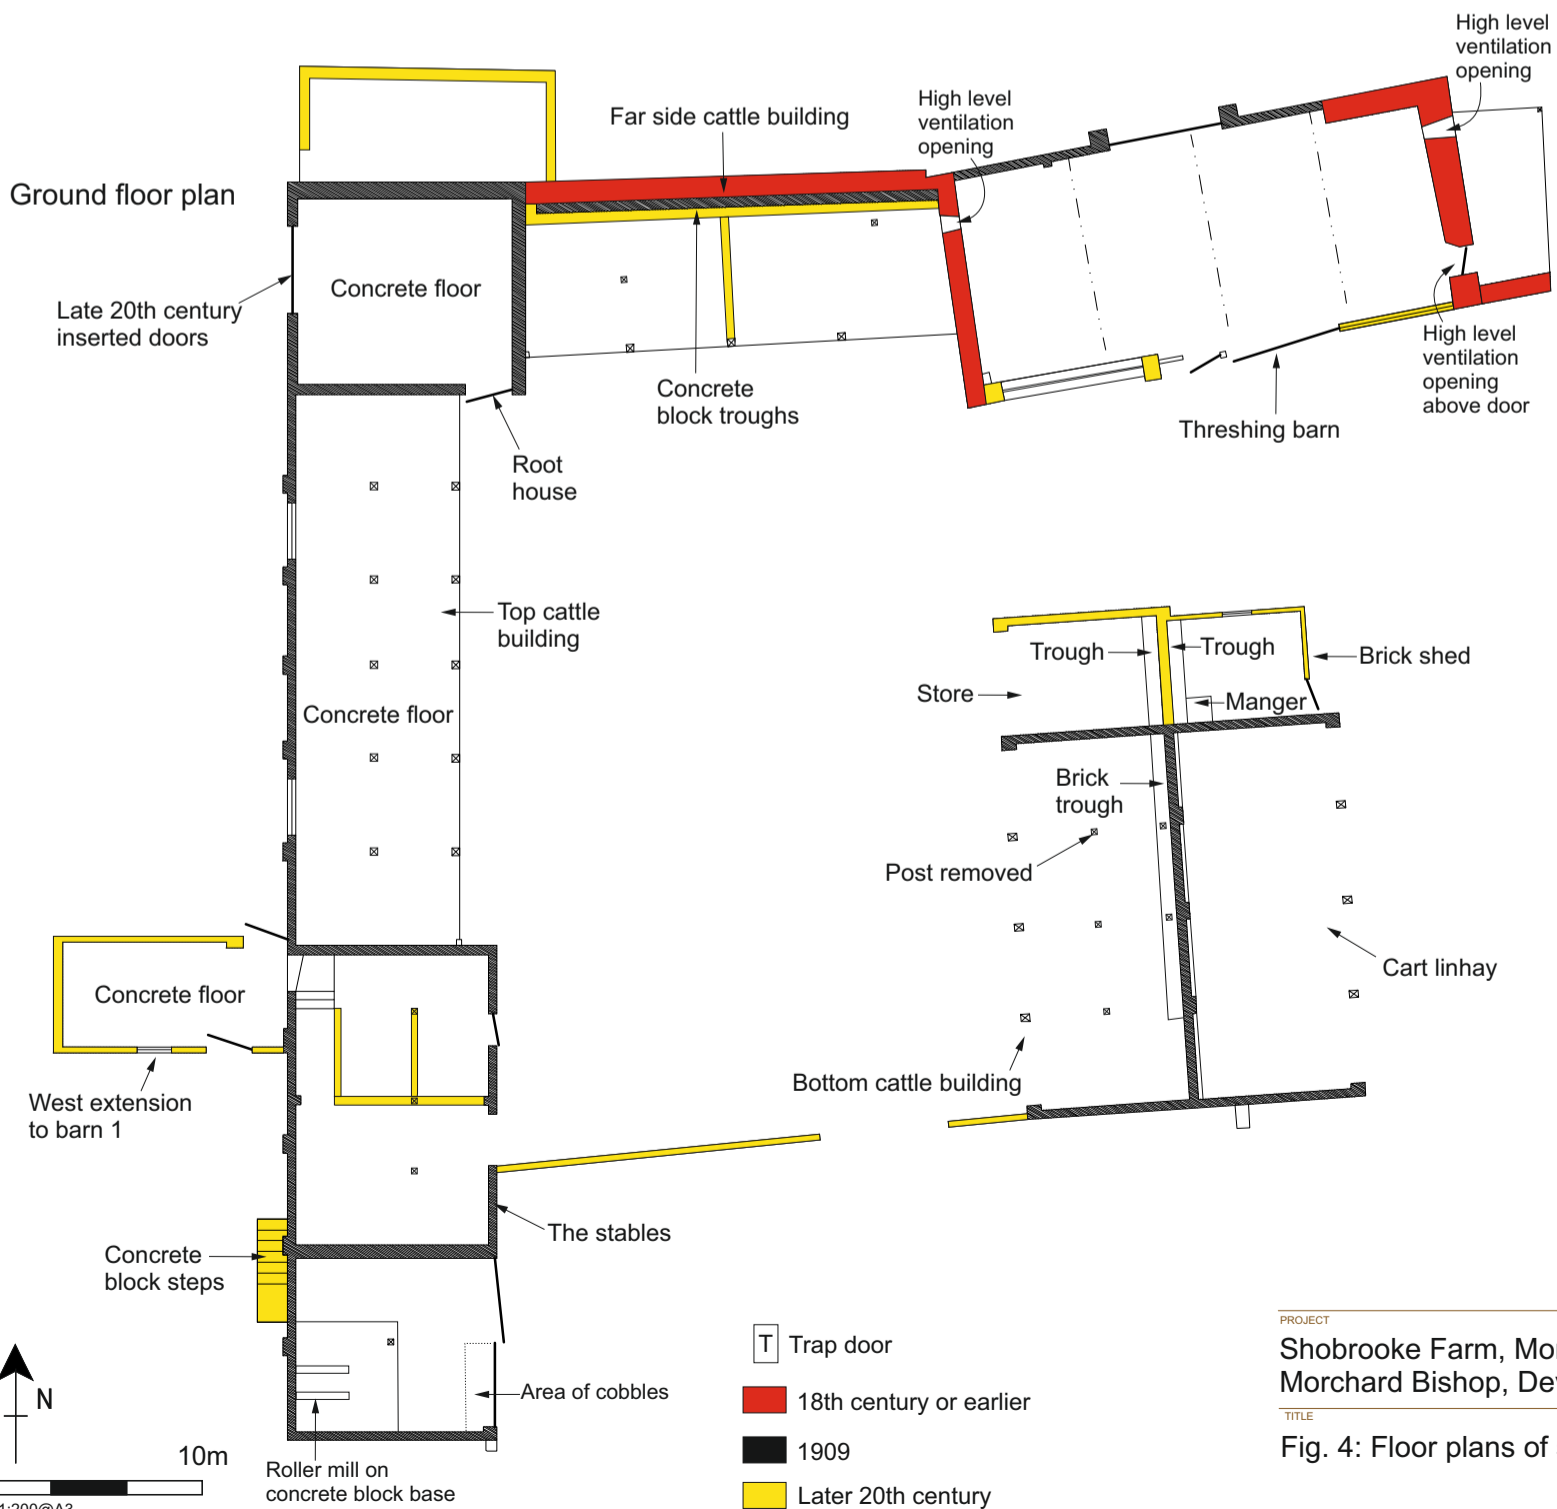 High level
ventilation
opening
High level
ventilation
opening
Far side cattle building
Ground floor plan
Concrete floor
Late 20th century
inserted doors
Concrete
block troughs
High level
ventilation
opening
above door
Threshing barn
Root
house
Top cattle
building
Trough
Trough
Brick shed
Store
Manger
Concrete floor
Brick
trough
Post removed
Cart linhay
Concrete floor
Bottom cattle building
West extension
to barn 1
The stables
Concrete
block steps
Area of cobbles
Roller mill on
concrete block base
N
10m
T Trap door
18th century or earlier
1909
Later 20th century
PROJECT
Shobrooke Farm,
Morchard Bishop,
TITLE
Fig. 4: Floor plans of